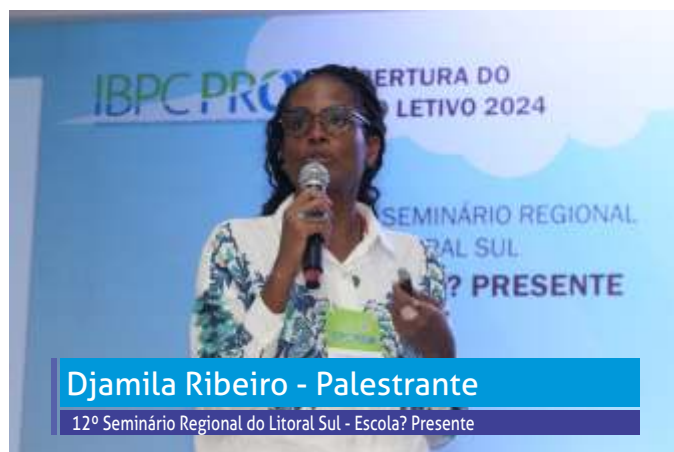 IBPC PRO
BERTURA DO
O LETIVO 2024
SEMINÁRIO REGIONAL
RAL SUL
? PRESENTE
Djamila Ribeiro - Palestrante
12º Seminário Regional do Litoral Sul - Escola? Presente